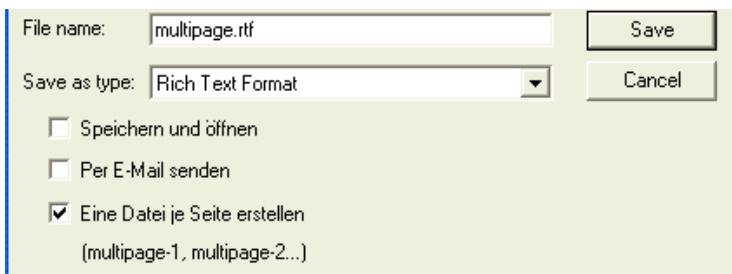 File name: multipage.rtf Save
Save as type: Rich Text Format Cancel
Speichern und öffnen
Per E-Mail senden
Eine Datei je Seite erstellen
(multipage-1, multipage-2...)